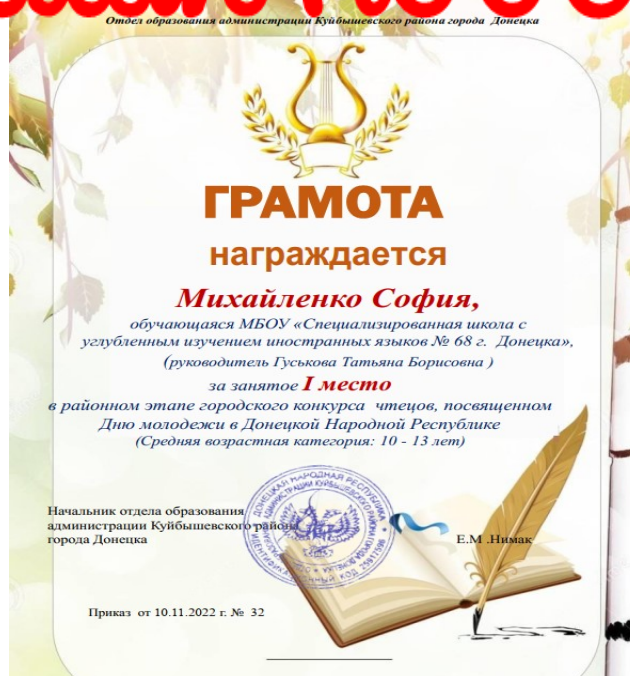 Отдел образования администрации Куйбышевского района города Донецка
ГРАМОТА
награждается
Михайленко София,
обучающаяся МБОУ «Специализированная школа с
углубленным изучением иностранных языков № 68 г. Донецка»,
(руководитель Гуськова Татьяна Борисовна )
за занятое I место
в районном этапе городского конкурса чтецов, посвященном
Дню молодежи в Донецкой Народной Республике
(Средняя возрастная категория: 10 - 13 лет)
ДОНЕЦКАЯ НАРОДНАЯ РЕСПУБЛИКА
Начальник отдела образования
администрации Куйбышевского района
города Донецка
Е.М .Нимак
Приказ от 10.11.2022 г. № 32